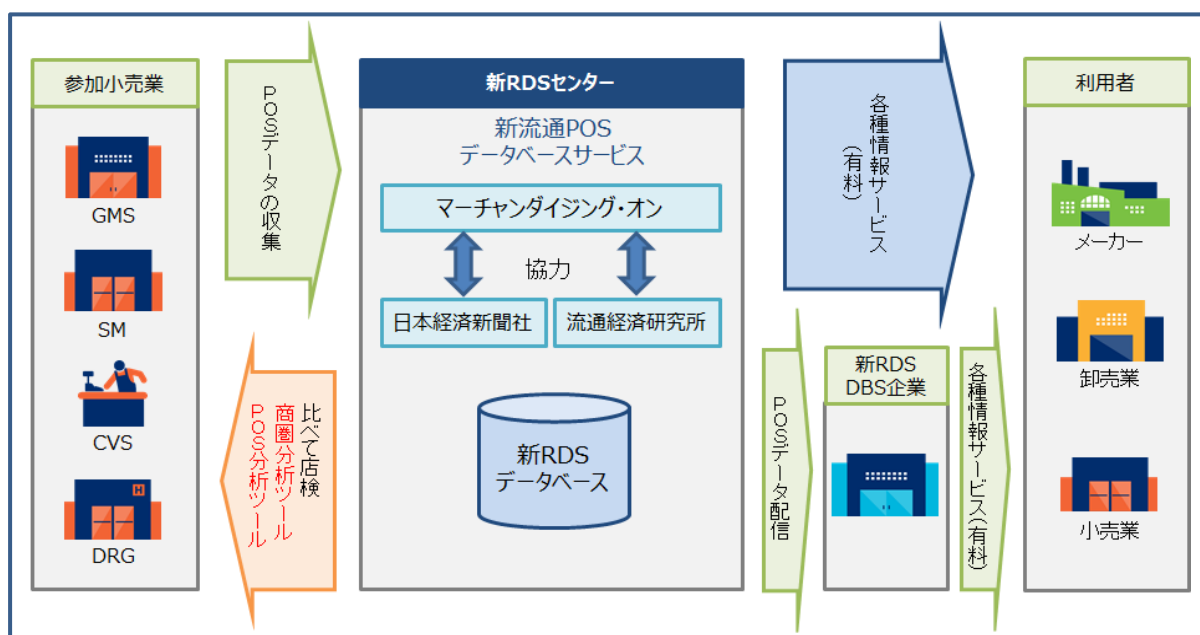 参加小売業
GMS
SM
CVS
DRG
POSデータの収集
比べて店検
商圏分析ツール
POS分析ツール
新RDSセンター
新流通POS
データベースサービス
マーチャンダイジング・オン
協力
日本経済新聞社
流通経済研究所
新RDS
データベース
各種情報サービス
(有料)
POSデータ配信
新RDS
DBS企業
各種情報サービス(有料)
利用者
メーカー
卸売業
小売業
H